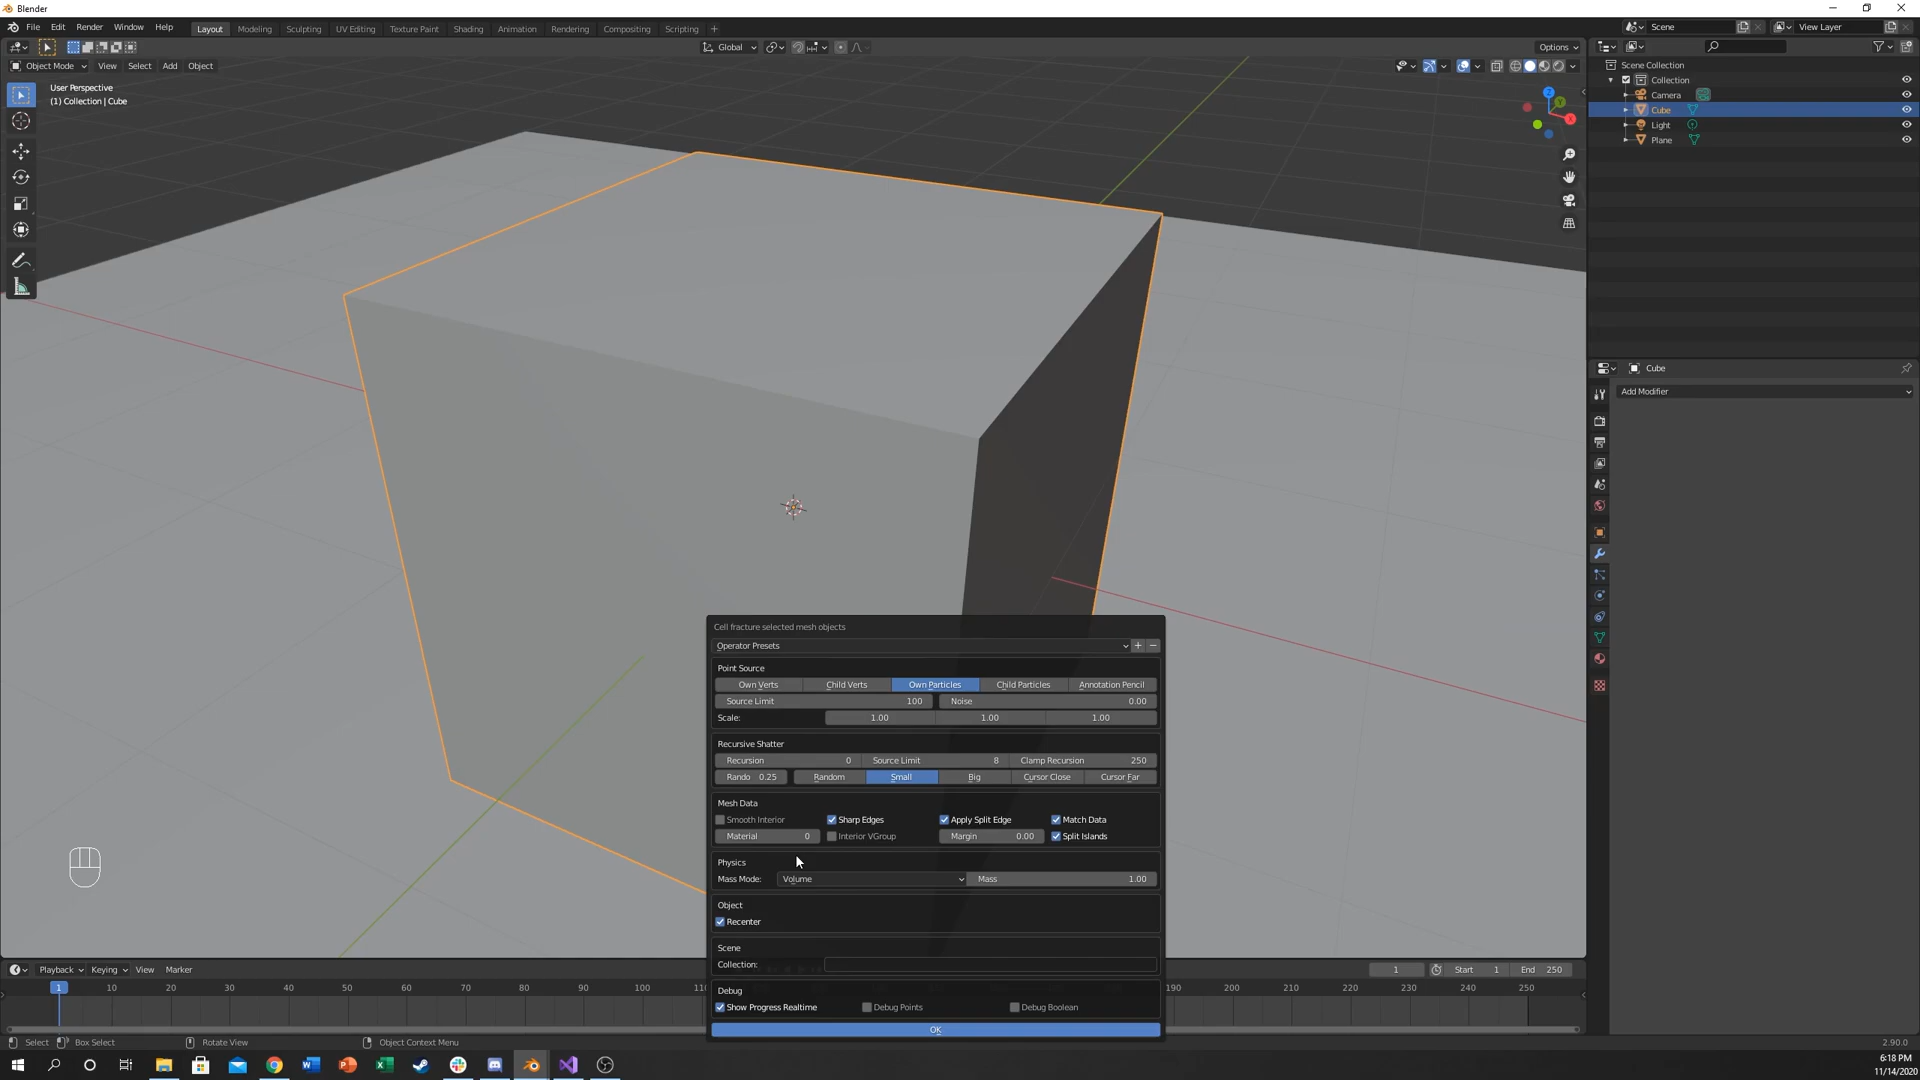 Blender
File Edit Render Window Help
Layout Modeling Sculpting UV Editing Texture Paint Shading Animation Rendering Compositing Scripting +
Scene
View Layer
Global
Options
Object Mode View Select Add Object
User Perspective
(1) Collection | Cube
Z
Y
X
Scene Collection
Collection
Camera
Cube
Light
Plane
Cube
Add Modifier
Cell fracture selected mesh objects
Operator Presets
Point Source
Own Verts Child Verts Own Particles Child Particles Annotation Pencil
Source Limit 100 Noise 0.00
Scale: 1.00 1.00 1.00
Recursive Shatter
Recursion 0 Source Limit 8 Clamp Recursion 250
Rando 0.25 Random Small Big Cursor Close Cursor Far
Mesh Data
Smooth Interior Sharp Edges Apply Split Edge Match Data
Material 0 Interior VGroup Margin 0.00 Split Islands
Physics
Mass Mode: Volume Mass 1.00
Object
Recenter
Scene
Collection:
Debug
Show Progress Realtime Debug Points Debug Boolean
OK
Playback Keying View Marker
1 Start 1 End 250
1 10 20 30 40 50 60 70 80 90 100 190 200 210 220 230 240 250
Select Box Select Rotate View Object Context Menu
2.90.0
6:18 PM
11/14/2020